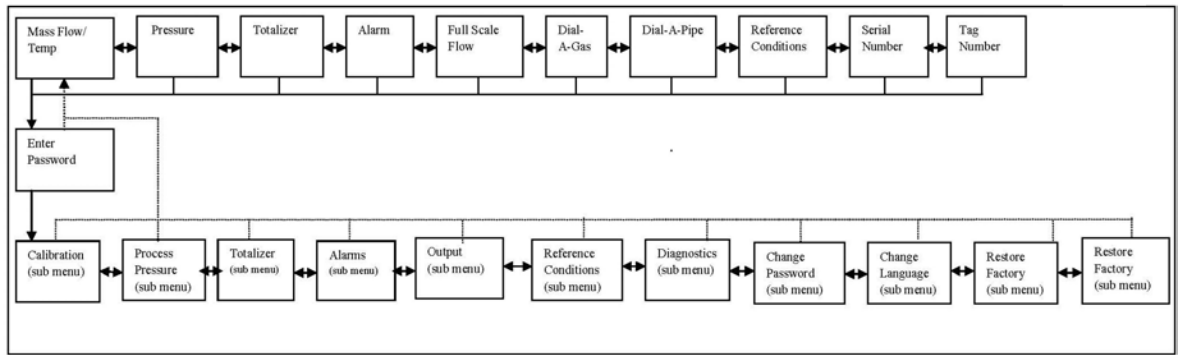 Mass Flow/
Temp
Pressure
Totalizer
Alarm
Full Scale
Flow
Dial-
A-Gas
Dial-A-Pipe
Reference
Conditions
Serial
Number
Tag
Number
Enter
Password
Calibration
(sub menu)
Process
Pressure
(sub menu)
Totalizer
(sub menu)
Alarms
(sub menu)
Output
(sub menu)
Reference
Conditions
(sub menu)
Diagnostics
(sub menu)
Change
Password
(sub menu)
Change
Language
(sub menu)
Restore
Factory
(sub menu)
Restore
Factory
(sub menu)